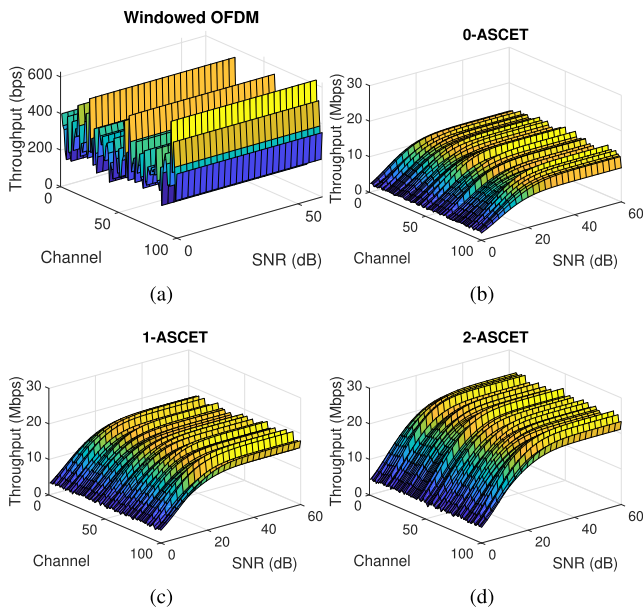 Windowed OFDM
Throughput (bps)
600
400
200
0
0
50
100
Channel
0
50
SNR (dB)
(a)
0-ASCET
Throughput (Mbps)
30
20
10
0
0
50
100
Channel
0
20
40
60
SNR (dB)
(b)
1-ASCET
Throughput (Mbps)
30
20
10
0
0
50
100
Channel
0
20
40
60
SNR (dB)
(c)
2-ASCET
Throughput (Mbps)
30
20
10
0
0
50
100
Channel
0
20
40
60
SNR (dB)
(d)